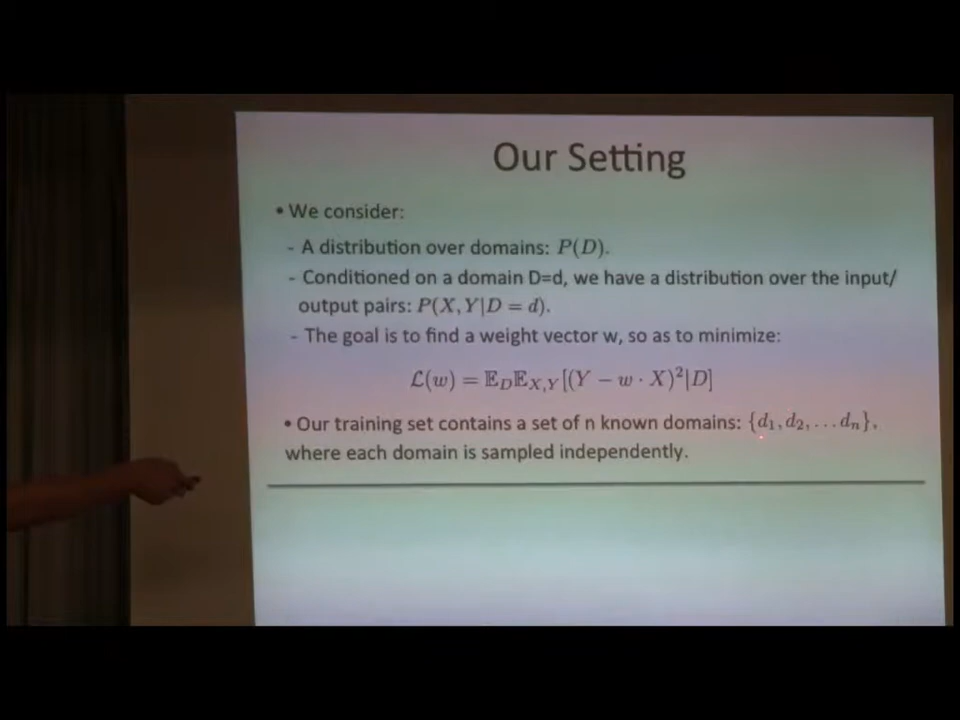 Our Setting
• We consider:
- A distribution over domains: P(D).
- Conditioned on a domain D=d, we have a distribution over the input/
output pairs: P(X,Y|D = d).
- The goal is to find a weight vector w, so as to minimize:
ℒ(w) = 𝔼_D𝔼_{X,Y}[(Y − w · X)²|D]
• Our training set contains a set of n known domains: {d₁, d₂, . . . dₙ},
where each domain is sampled independently.